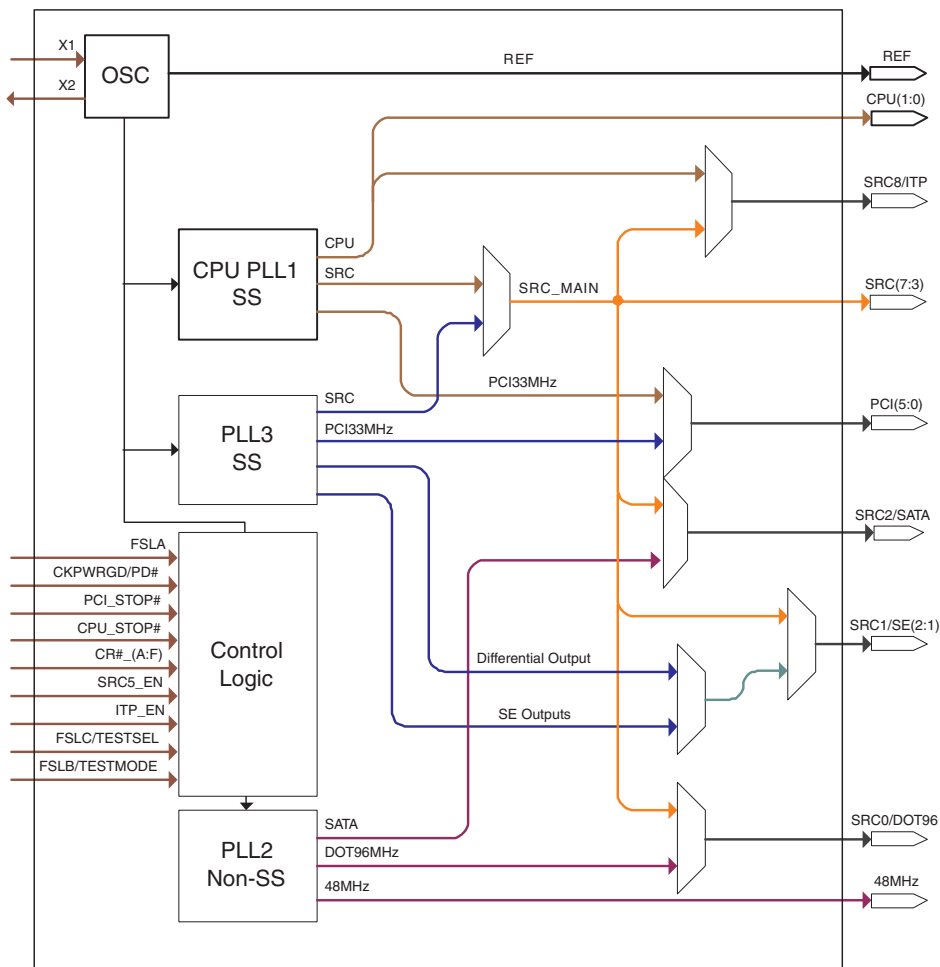 X1
X2
OSC
REF
REF
CPU(1:0)
SRC8/ITP
CPU PLL1
SS
CPU
SRC
SRC_MAIN
SRC(7:3)
PCI33MHz
PLL3
SS
SRC
PCI33MHz
PCI(5:0)
SRC2/SATA
FSLA
CKPWRGD/PD#
PCI_STOP#
CPU_STOP#
CR#_(A:F)
SRC5_EN
ITP_EN
FSLC/TESTSEL
FSLB/TESTMODE
Control
Logic
Differential Output
SE Outputs
SRC1/SE(2:1)
PLL2
Non-SS
SATA
DOT96MHz
48MHz
SRC0/DOT96
48MHz